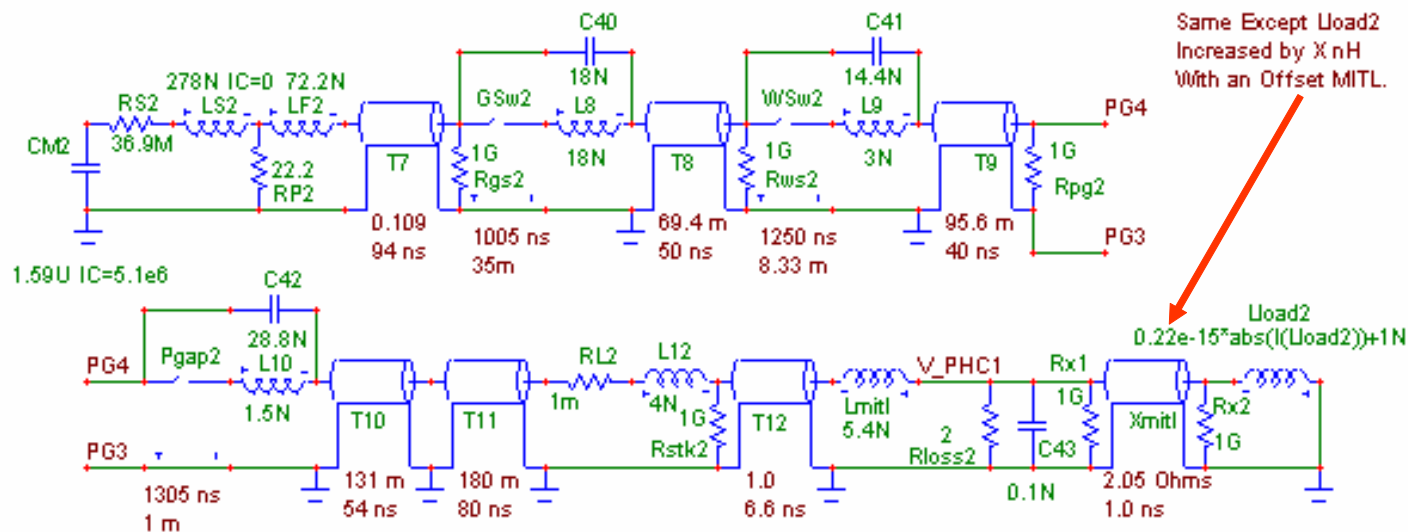 Same Except Lload2
Increased by X nH
With an Offset MITL.
C40
18N
C41
14.4N
278N IC=0 72.2N
RS2
LS2
LF2
36.9M
CM2
22.2
RP2
T7
0.109
94 ns
GSw2
L8
18N
1G
Rgs2
1005 ns
35m
T8
69.4 m
50 ns
WSw2
L9
3N
1G
Rws2
1250 ns
8.33 m
T9
95.6 m
40 ns
1G
Rpg2
PG4
PG3
1.59U IC=5.1e6
C42
28.8N
PG4
Pgap2
L10
1.5N
PG3
1305 ns
1 m
T10
131 m
54 ns
T11
180 m
80 ns
RL2
1m
L12
4N
1G
Rstk2
T12
1.0
6.6 ns
Lmitl
5.4N
V_PHC1
2
Rloss2
C43
0.1N
Rx1
1G
Xmitl
2.05 Ohms
1.0 ns
Rx2
1G
Lload2
0.22e-15*abs(I(Lload2))+1N